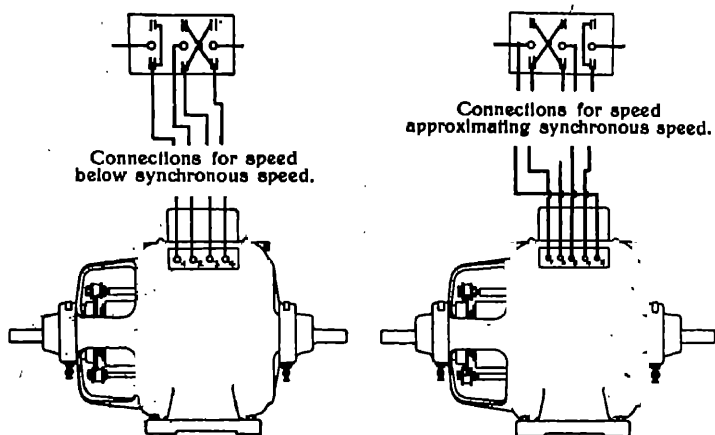 Connections for speed
below synchronous speed.
Connections for speed
approximating synchronous speed.